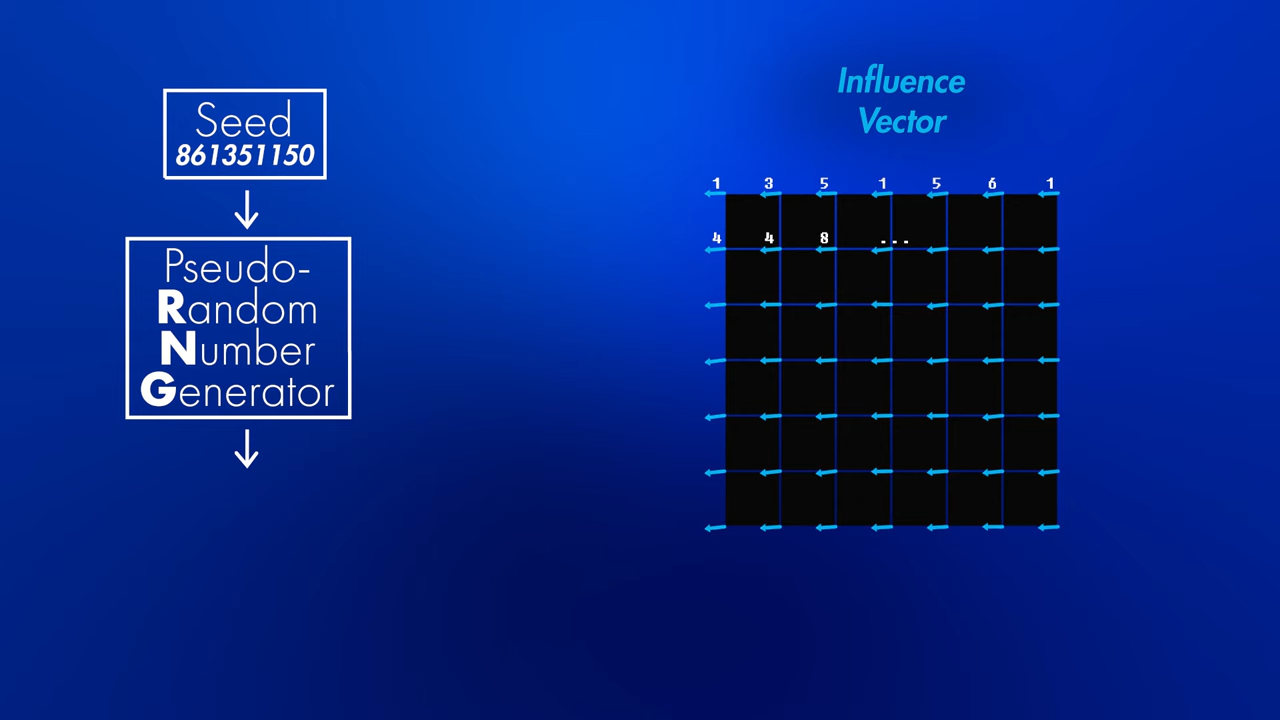 Seed
861351150
Pseudo-
Random
Number
Generator
Influence
Vector
1 3 5 1 5 6 1
4 4 8 ...